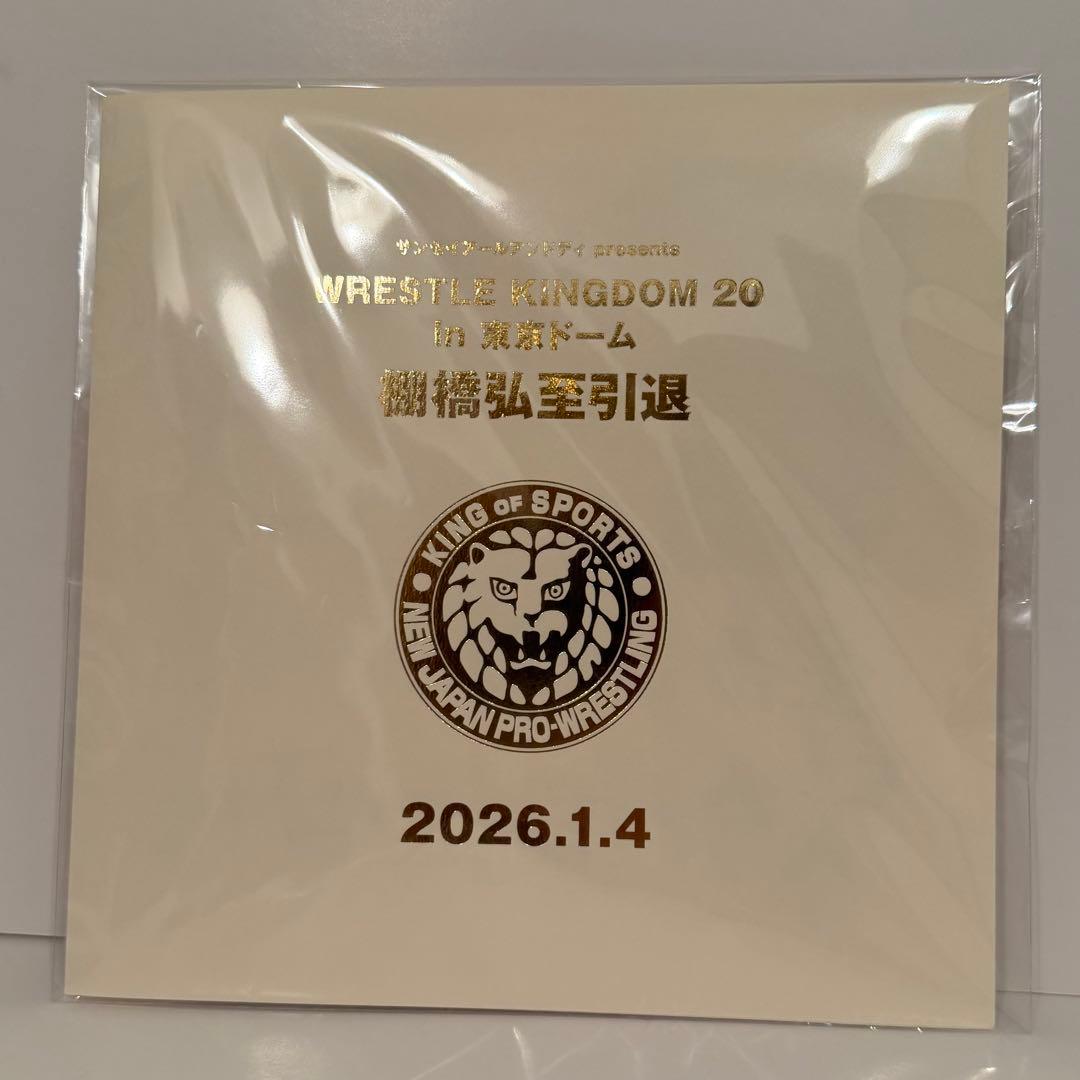 サンセイアールアンドディ presents
WRESTLE KINGDOM 20
in 東京ドーム
棚橋弘至引退
KING OF SPORTS
NEW JAPAN PRO-WRESTLING
2026.1.4